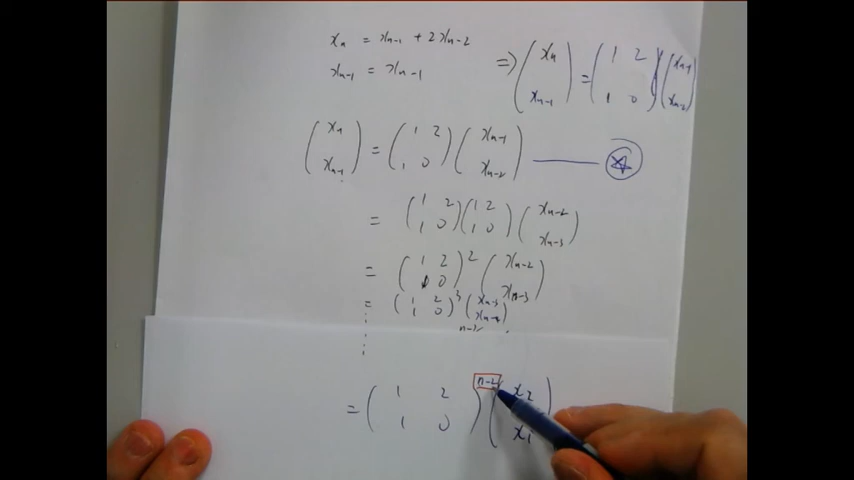 xₙ = xₙ₋₁ + 2xₙ₋₂
xₙ₋₁ = xₙ₋₁
⇒ (xₙ xₙ₋₁) = (1 2 1 0)(xₙ₋₁ xₙ₋₂)
(xₙ xₙ₋₁) = (1 2 1 0)(xₙ₋₁ xₙ₋₂) —— ⊛
= (1 2 1 0)(1 2 1 0)(xₙ₋₂ xₙ₋₃)
= (1 2 1 0)² (xₙ₋₂ xₙ₋₃)
= (1 2 1 0)³ (xₙ₋₃ xₙ₋₄)
= (1 2 1 0)ⁿ⁻² (x₂ x₁)